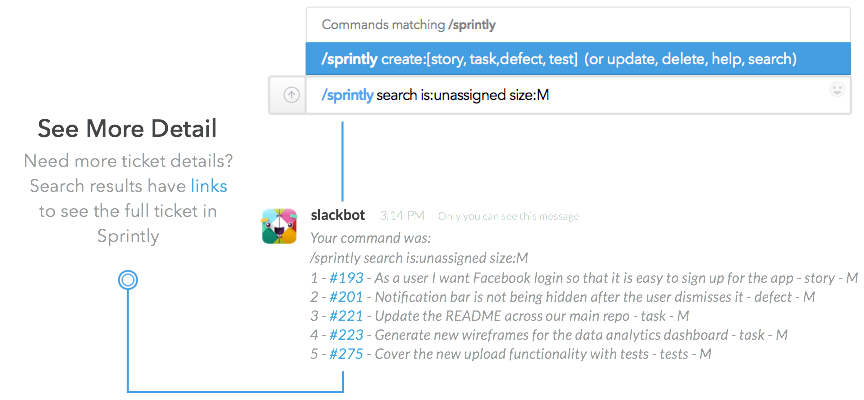 Commands matching /sprintly
/sprintly create:[story, task,defect, test] (or update, delete, help, search)
/sprintly search is:unassigned size:M
See More Detail
Need more ticket details?
Search results have links
to see the full ticket in
Sprintly
slackbot 3:14 PM Only you can see this message
Your command was:
/sprintly search is:unassigned size:M
1 - #193 - As a user I want Facebook login so that it is easy to sign up for the app - story - M
2 - #201 - Notification bar is not being hidden after the user dismisses it - defect - M
3 - #221 - Update the README across our main repo - task - M
4 - #223 - Generate new wireframes for the data analytics dashboard - task - M
5 - #275 - Cover the new upload functionality with tests - tests - M